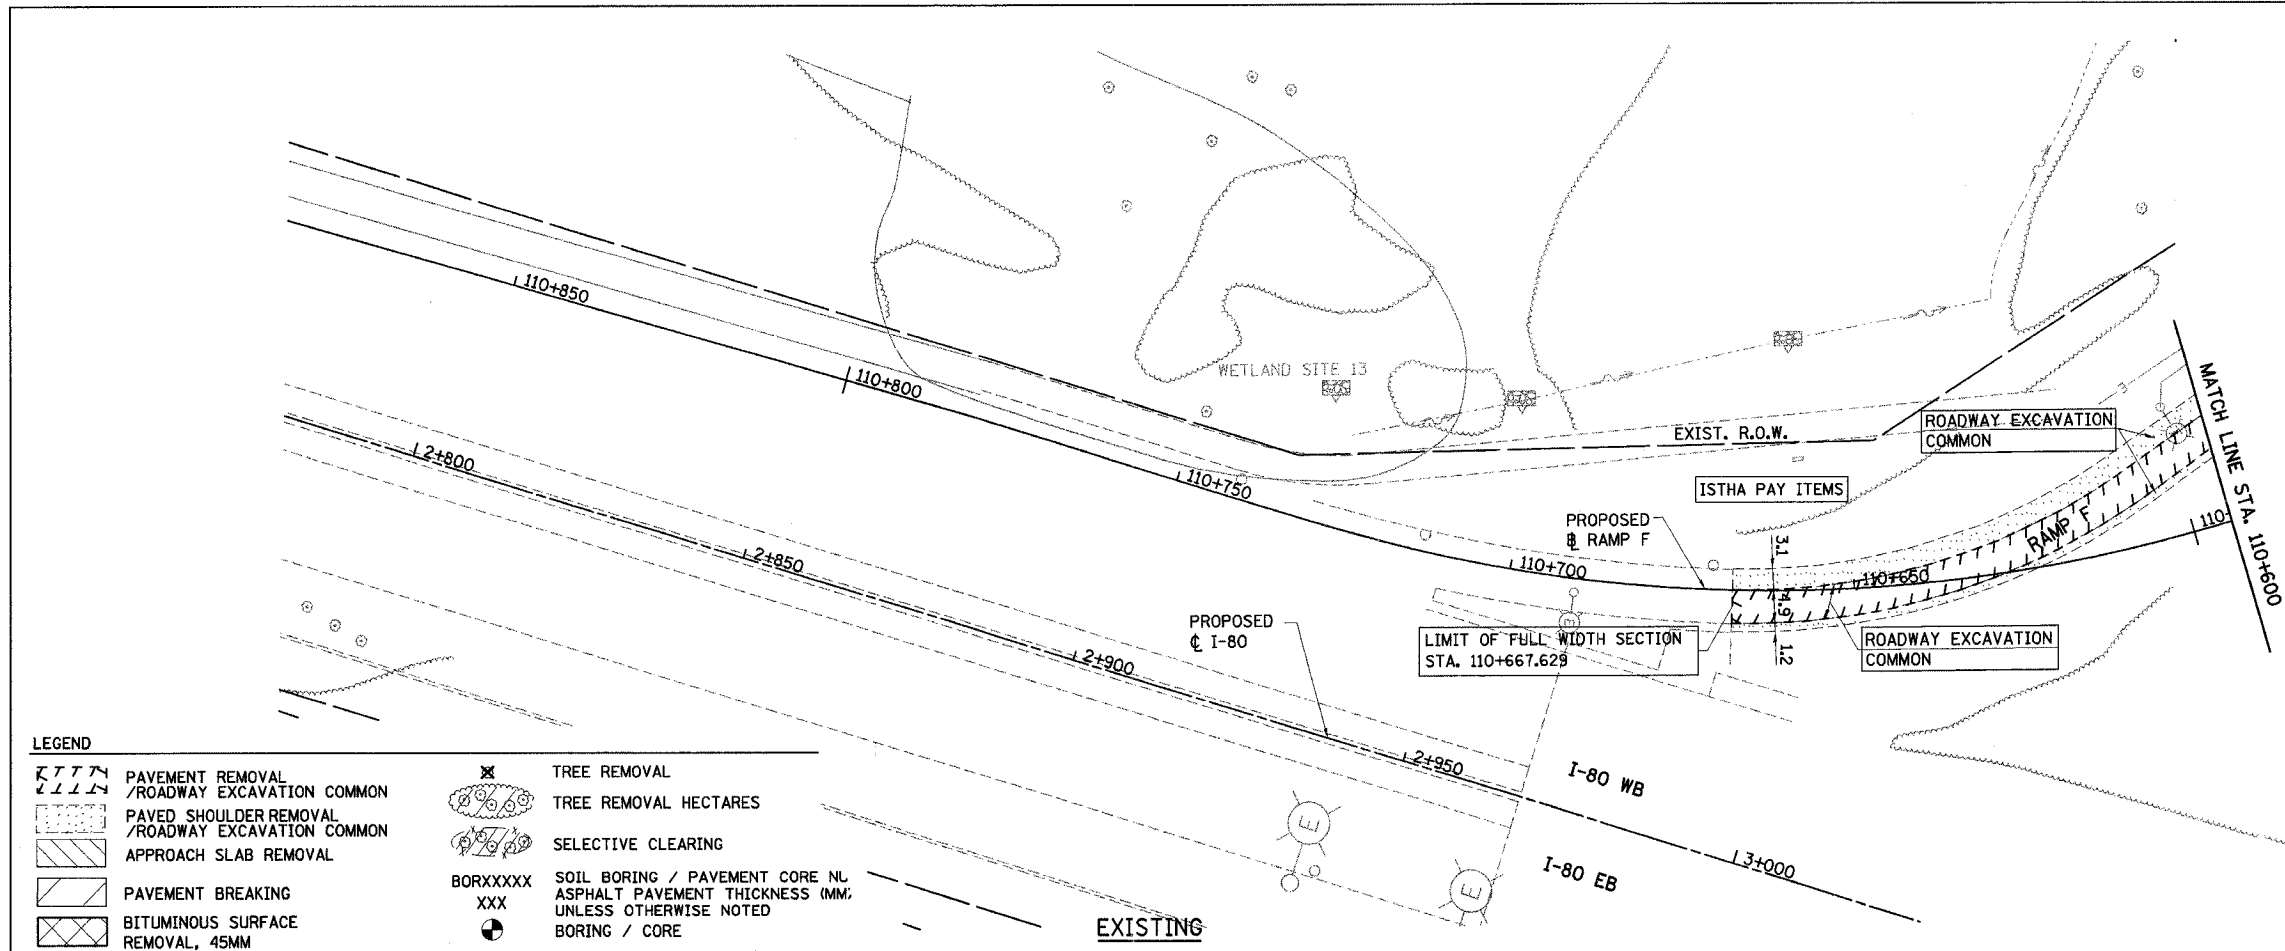 110+850
110+800
110+750
110+700
110+650
110-
2+800
2+850
2+900
2+950
3+000
WETLAND SITE 13
EXIST. R.O.W.
ISTHA PAY ITEMS
ROADWAY EXCAVATION
COMMON
MATCH LINE STA. 110+600
RAMP F
PROPOSED
℄ RAMP F
3.1
4.9
1.2
LIMIT OF FULL WIDTH SECTION
STA. 110+667.629
ROADWAY EXCAVATION
COMMON
PROPOSED
℄ I-80
I-80 WB
I-80 EB
E
E
LEGEND
PAVEMENT REMOVAL
/ROADWAY EXCAVATION COMMON
PAVED SHOULDER REMOVAL
/ROADWAY EXCAVATION COMMON
APPROACH SLAB REMOVAL
PAVEMENT BREAKING
BITUMINOUS SURFACE
REMOVAL, 45MM
TREE REMOVAL
TREE REMOVAL HECTARES
SELECTIVE CLEARING
BORXXXXX
XXX
SOIL BORING / PAVEMENT CORE NU
ASPHALT PAVEMENT THICKNESS (MM)
UNLESS OTHERWISE NOTED
BORING / CORE
EXISTING